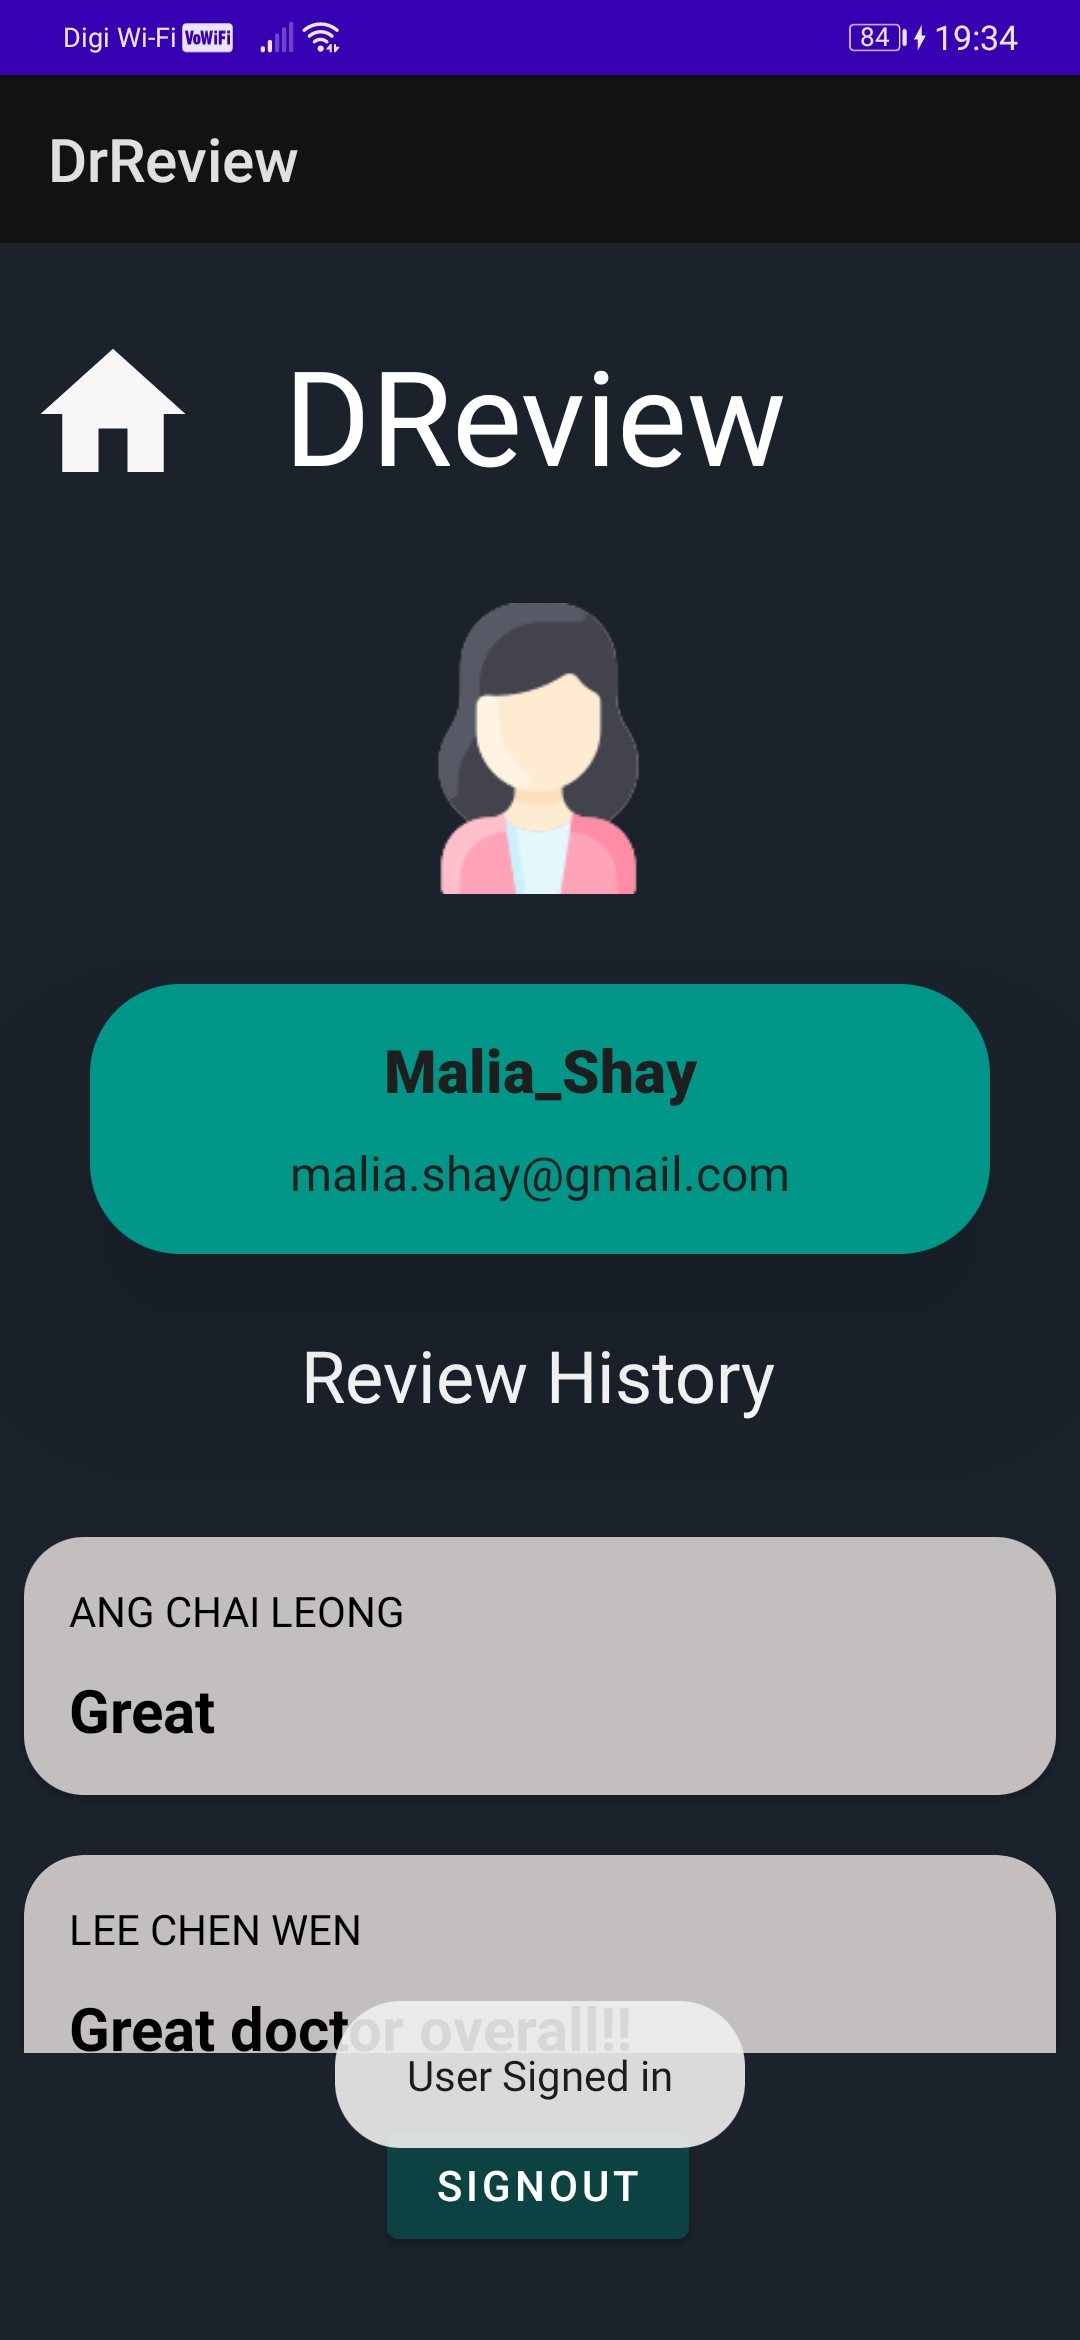 Digi Wi-Fi VoWiFi 84 19:34
DrReview
DReview
Malia_Shay
malia.shay@gmail.com
Review History
ANG CHAI LEONG
Great
LEE CHEN WEN
Great doctor overall!!
User Signed in
SIGNOUT